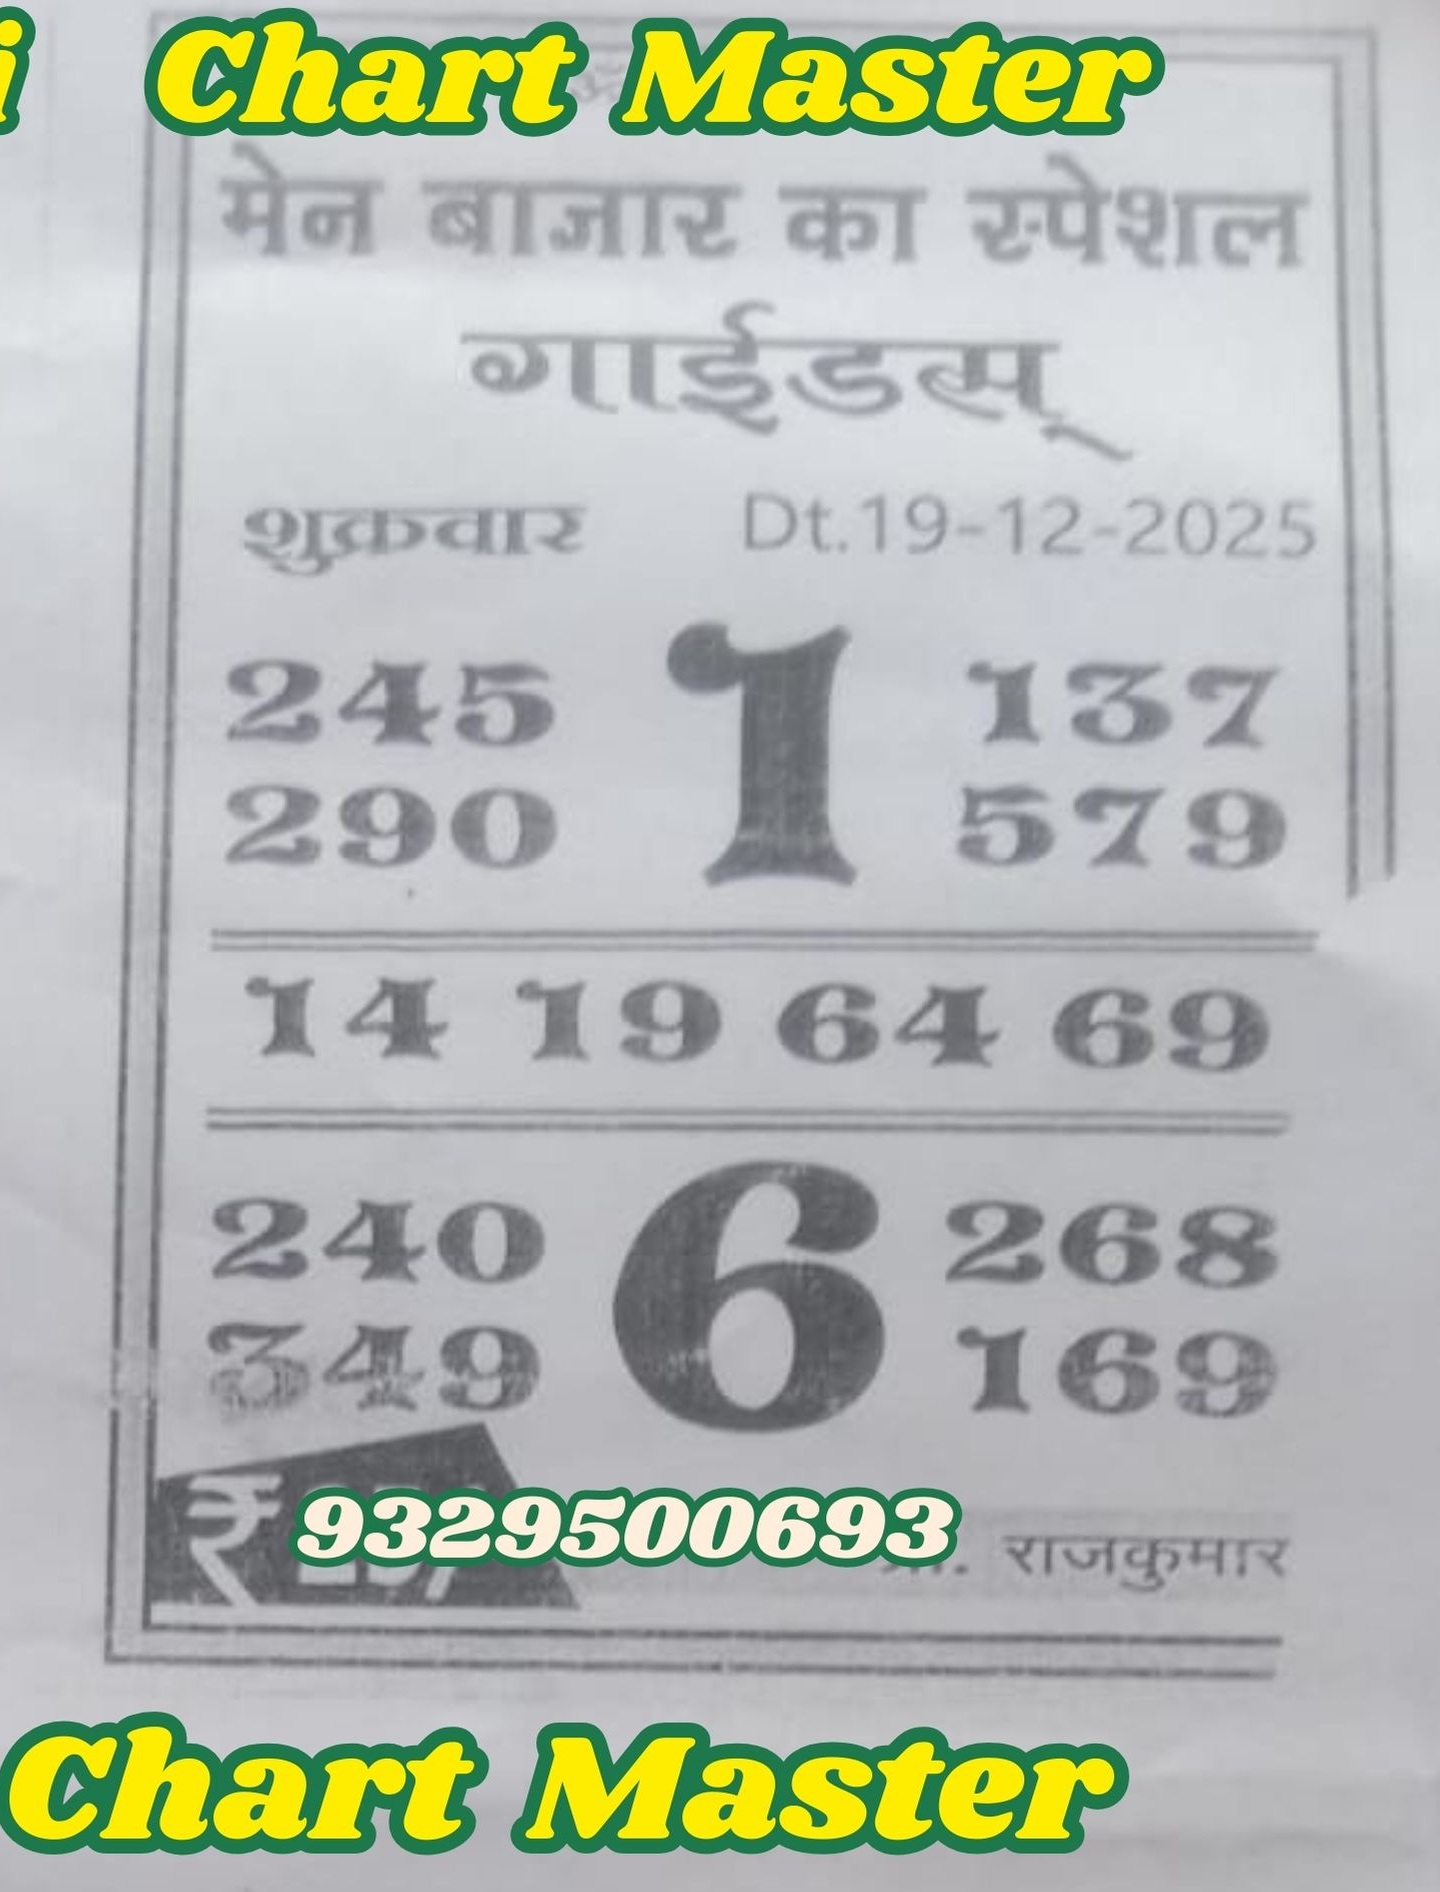 Chart Master
मेन बाजार का स्पेशल
गाईडस्
शुक्रवार Dt.19-12-2025
245 1 137
290 579
14 19 64 69
240 6 268
349 169
₹ 9329500693 राजकुमार
Chart Master